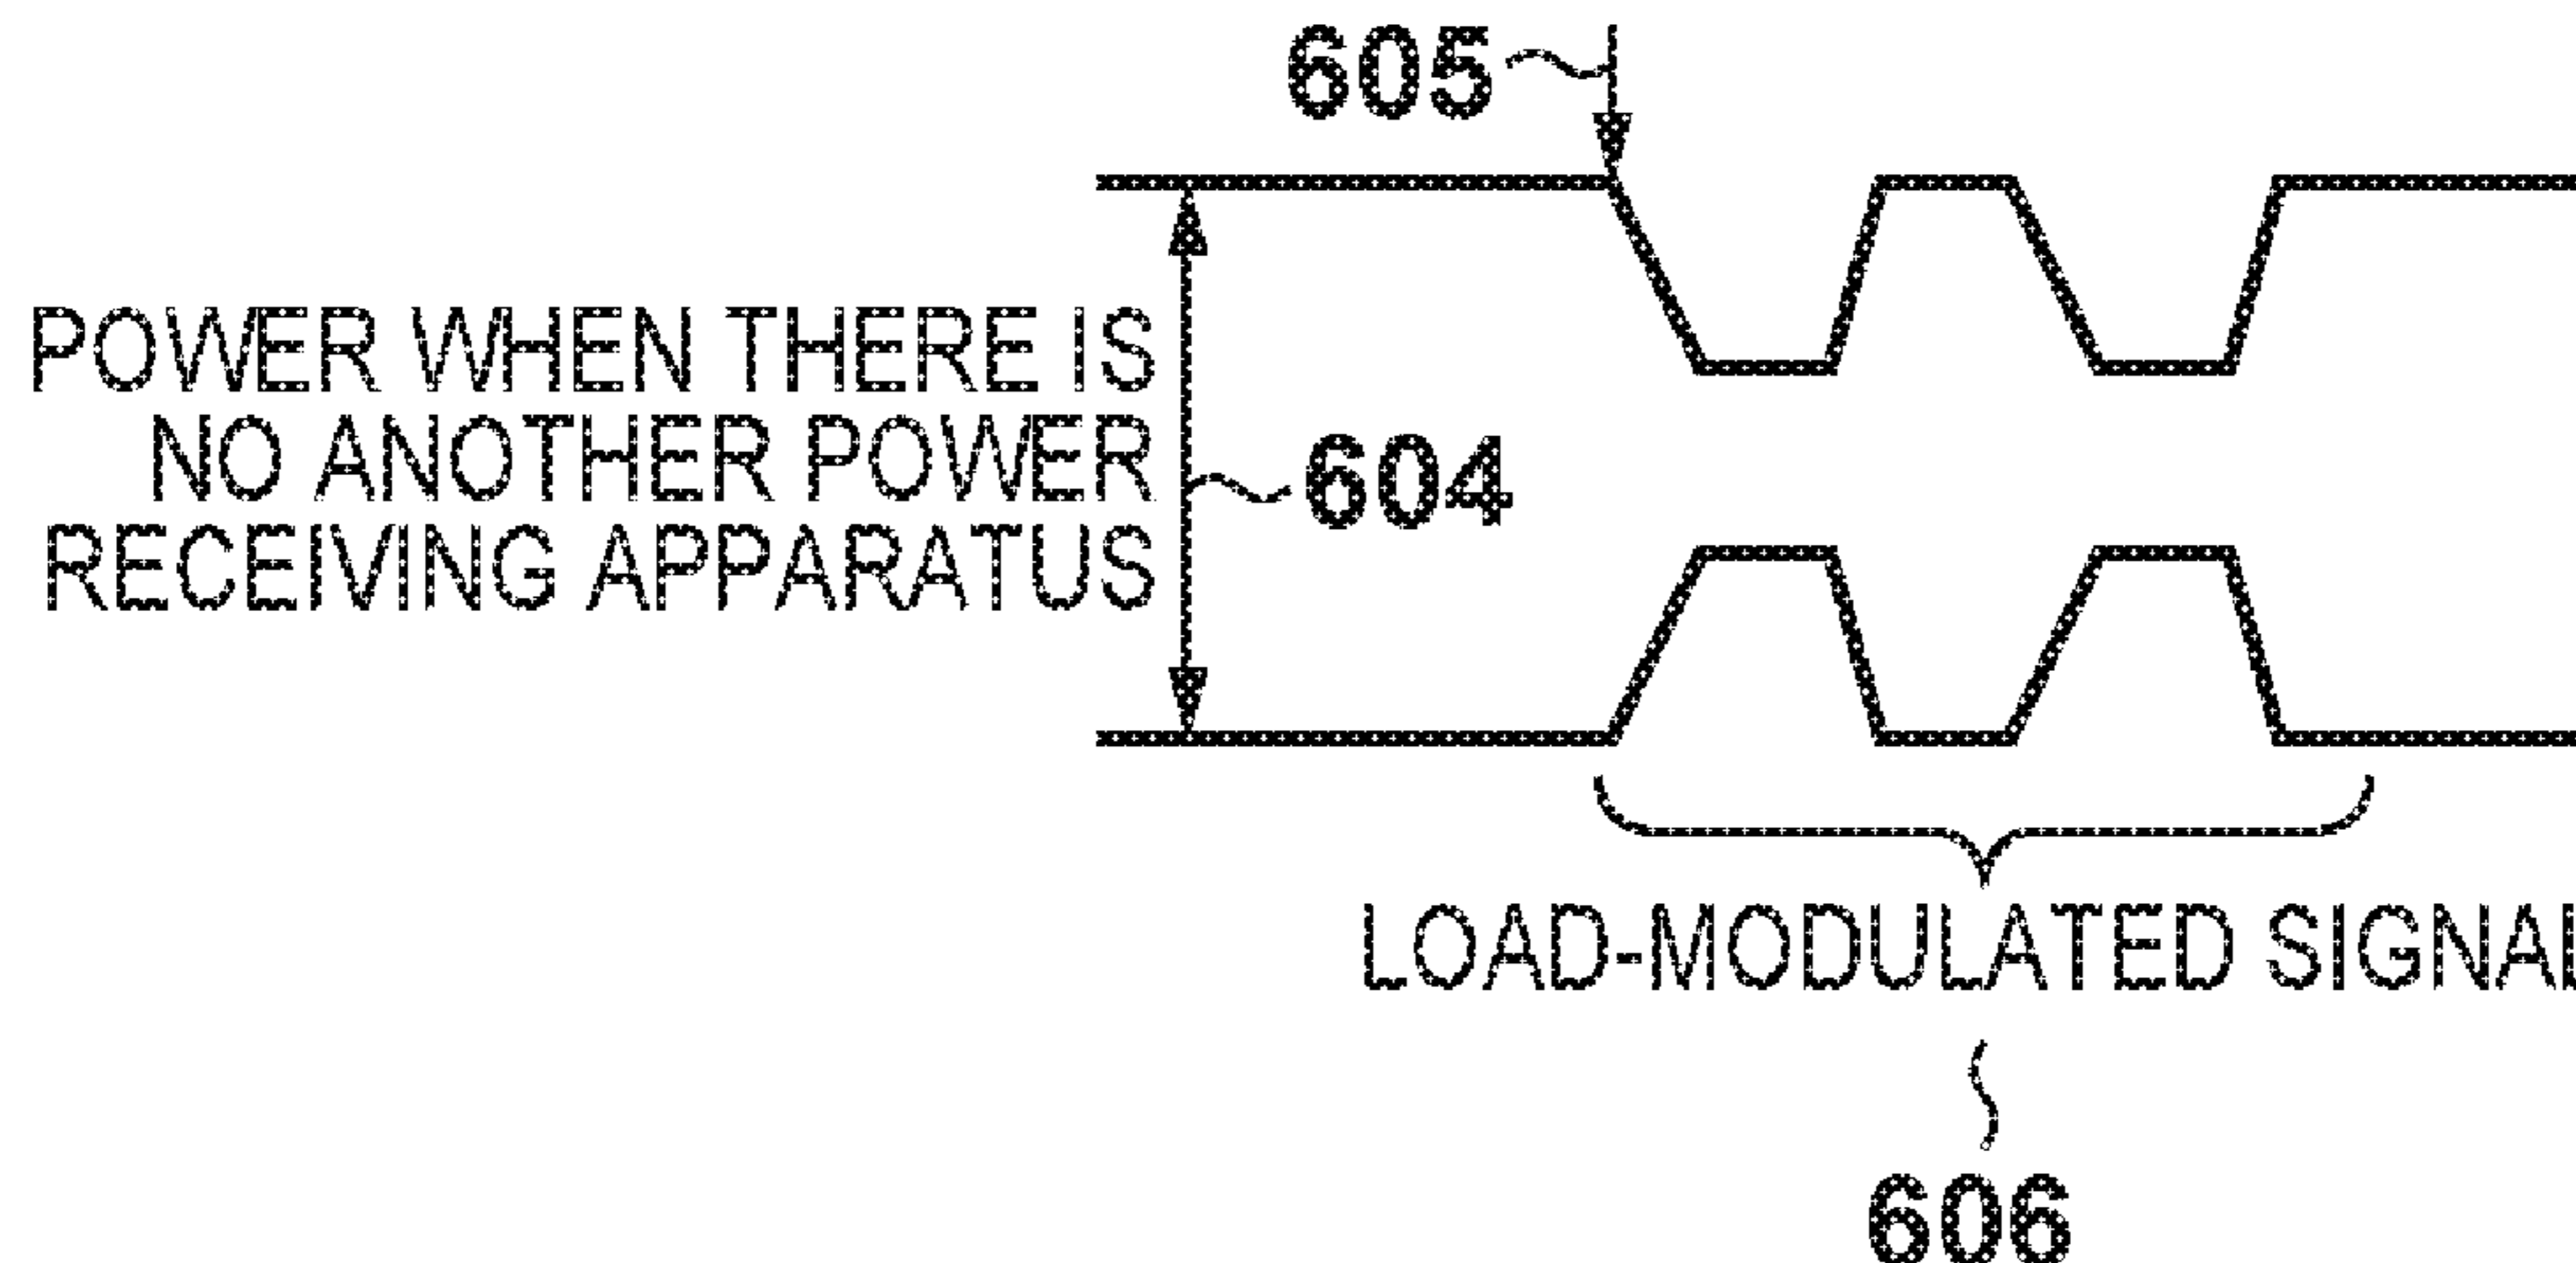 605
POWER WHEN THERE IS
NO ANOTHER POWER
RECEIVING APPARATUS
604
LOAD-MODULATED SIGNAL
606